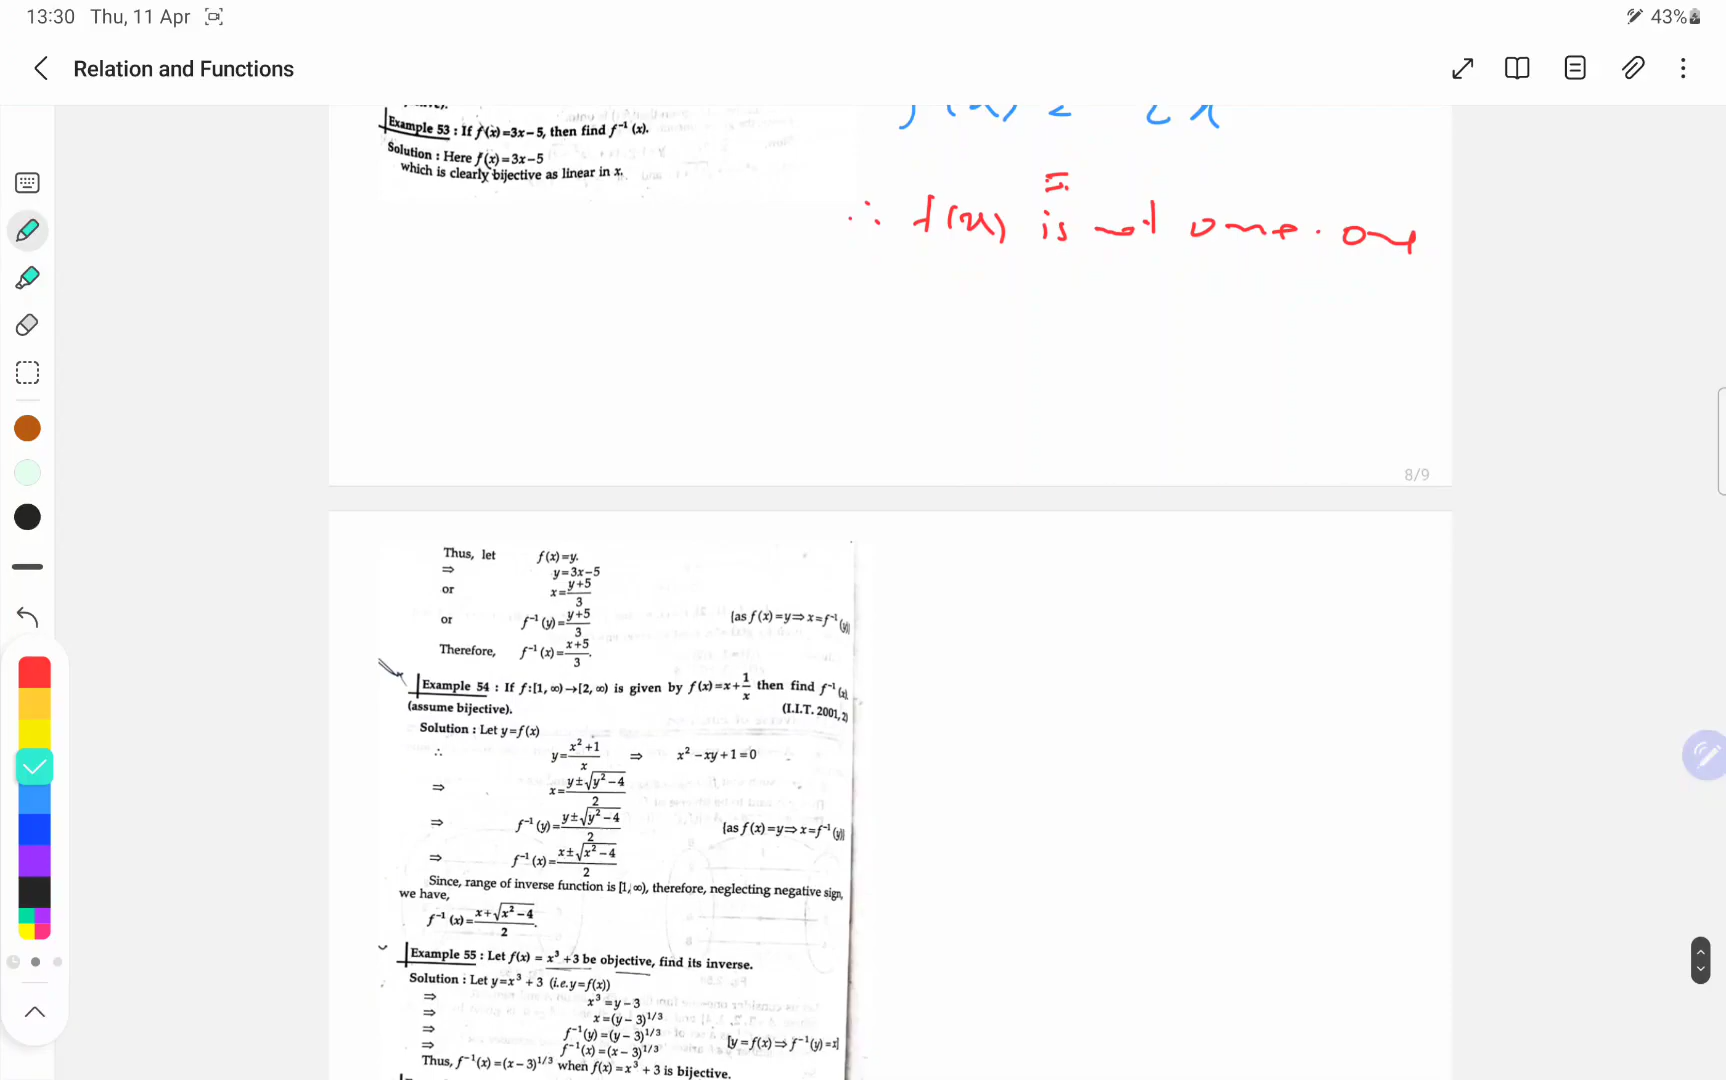 13:30 Thu, 11 Apr
43%
Relation and Functions
Example 53 : If f(x)=3x−5, then find f⁻¹ (x).
Solution : Here f(x)=3x−5
which is clearly bijective as linear in x.
∴ f(x) is not one-one
8/9
Thus, let f(x)=y.
⇒ y=3x−5
or x=(y+5)/3
or f⁻¹ (y)=(y+5)/3 [as f(x)=y⇒x=f⁻¹(y)]
Therefore, f⁻¹ (x)=(x+5)/3.
Example 54 : If f:[1, ∞)→[2, ∞) is given by f(x)=x+1/x then find f⁻¹(x),
(assume bijective). (I.I.T. 2001, 2)
Solution : Let y=f(x)
∴ y=(x²+1)/x ⇒ x²−xy+1=0
⇒ x=(y±√(y²−4))/2
⇒ f⁻¹ (y)=(y±√(y²−4))/2 [as f(x)=y⇒x=f⁻¹(y)]
⇒ f⁻¹ (x)=(x±√(x²−4))/2
Since, range of inverse function is [1, ∞), therefore, neglecting negative sign,
we have,
f⁻¹ (x)=(x+√(x²−4))/2.
Example 55 : Let f(x) = x³ +3 be objective, find its inverse.
Solution : Let y=x³ + 3 (i.e.y=f(x))
⇒ x³ =y−3
⇒ x=(y−3)^1/3
⇒ f⁻¹(y)=(y−3)^1/3 [y=f(x)⇒f⁻¹(y)=x]
⇒ f⁻¹(x)=(x−3)^1/3
Thus, f⁻¹(x)=(x−3)^1/3 when f(x)=x³ +3 is bijective.